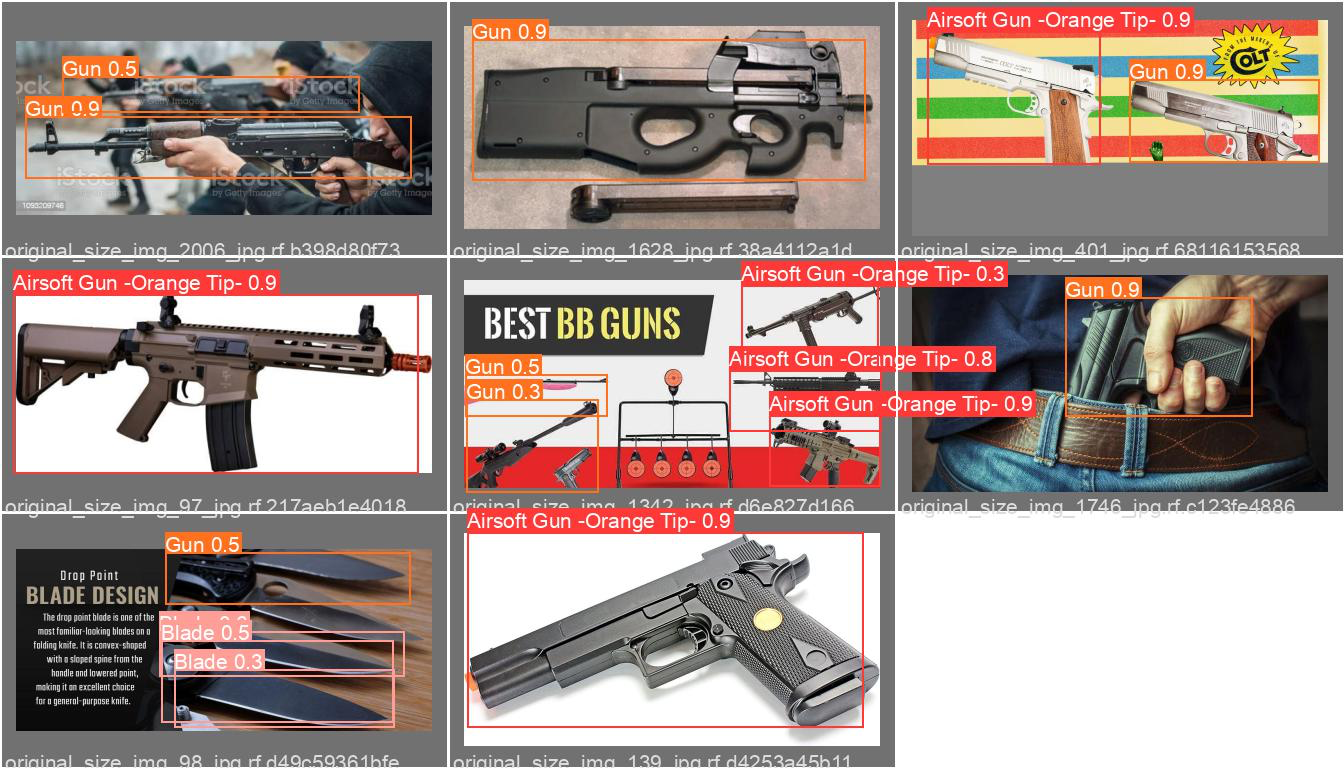 Gun 0.5
Gun 0.9
iStock
by Getty Images
iStock
by Getty Images
iStock
by Getty Images
1093209746
original_size_img_2006_jpg.rf.b398d80f73
Gun 0.9
original_size_img_1628_jpg.rf.38a4112a1d
Airsoft Gun -Orange Tip- 0.9
Gun 0.9
FROM THE MAKERS OF
COLT
original_size_img_401_jpg.rf.68116153568
Airsoft Gun -Orange Tip- 0.9
original_size_img_97_jpg.rf.217aeb1e4018
BEST BB GUNS
Airsoft Gun -Orange Tip- 0.3
Gun 0.5
Airsoft Gun -Orange Tip- 0.8
Gun 0.3
Airsoft Gun -Orange Tip- 0.9
original_size_img_1342_jpg.rf.d6e827d166
Gun 0.9
original_size_img_1746_jpg.rf.c123fe4886
Gun 0.5
Drop Point
BLADE DESIGN
The drop point blade is one of the
most familiar-looking blades on a
folding knife. It is convex-shaped
with a sloped spine from the
handle and lowered point,
making it an excellent choice
for a general-purpose knife.
Blade 0.5
Blade 0.3
original_size_img_98_jpg.rf.d49c59361bfe
Airsoft Gun -Orange Tip- 0.9
original_size_img_139_jpg.rf.d4253a45b11